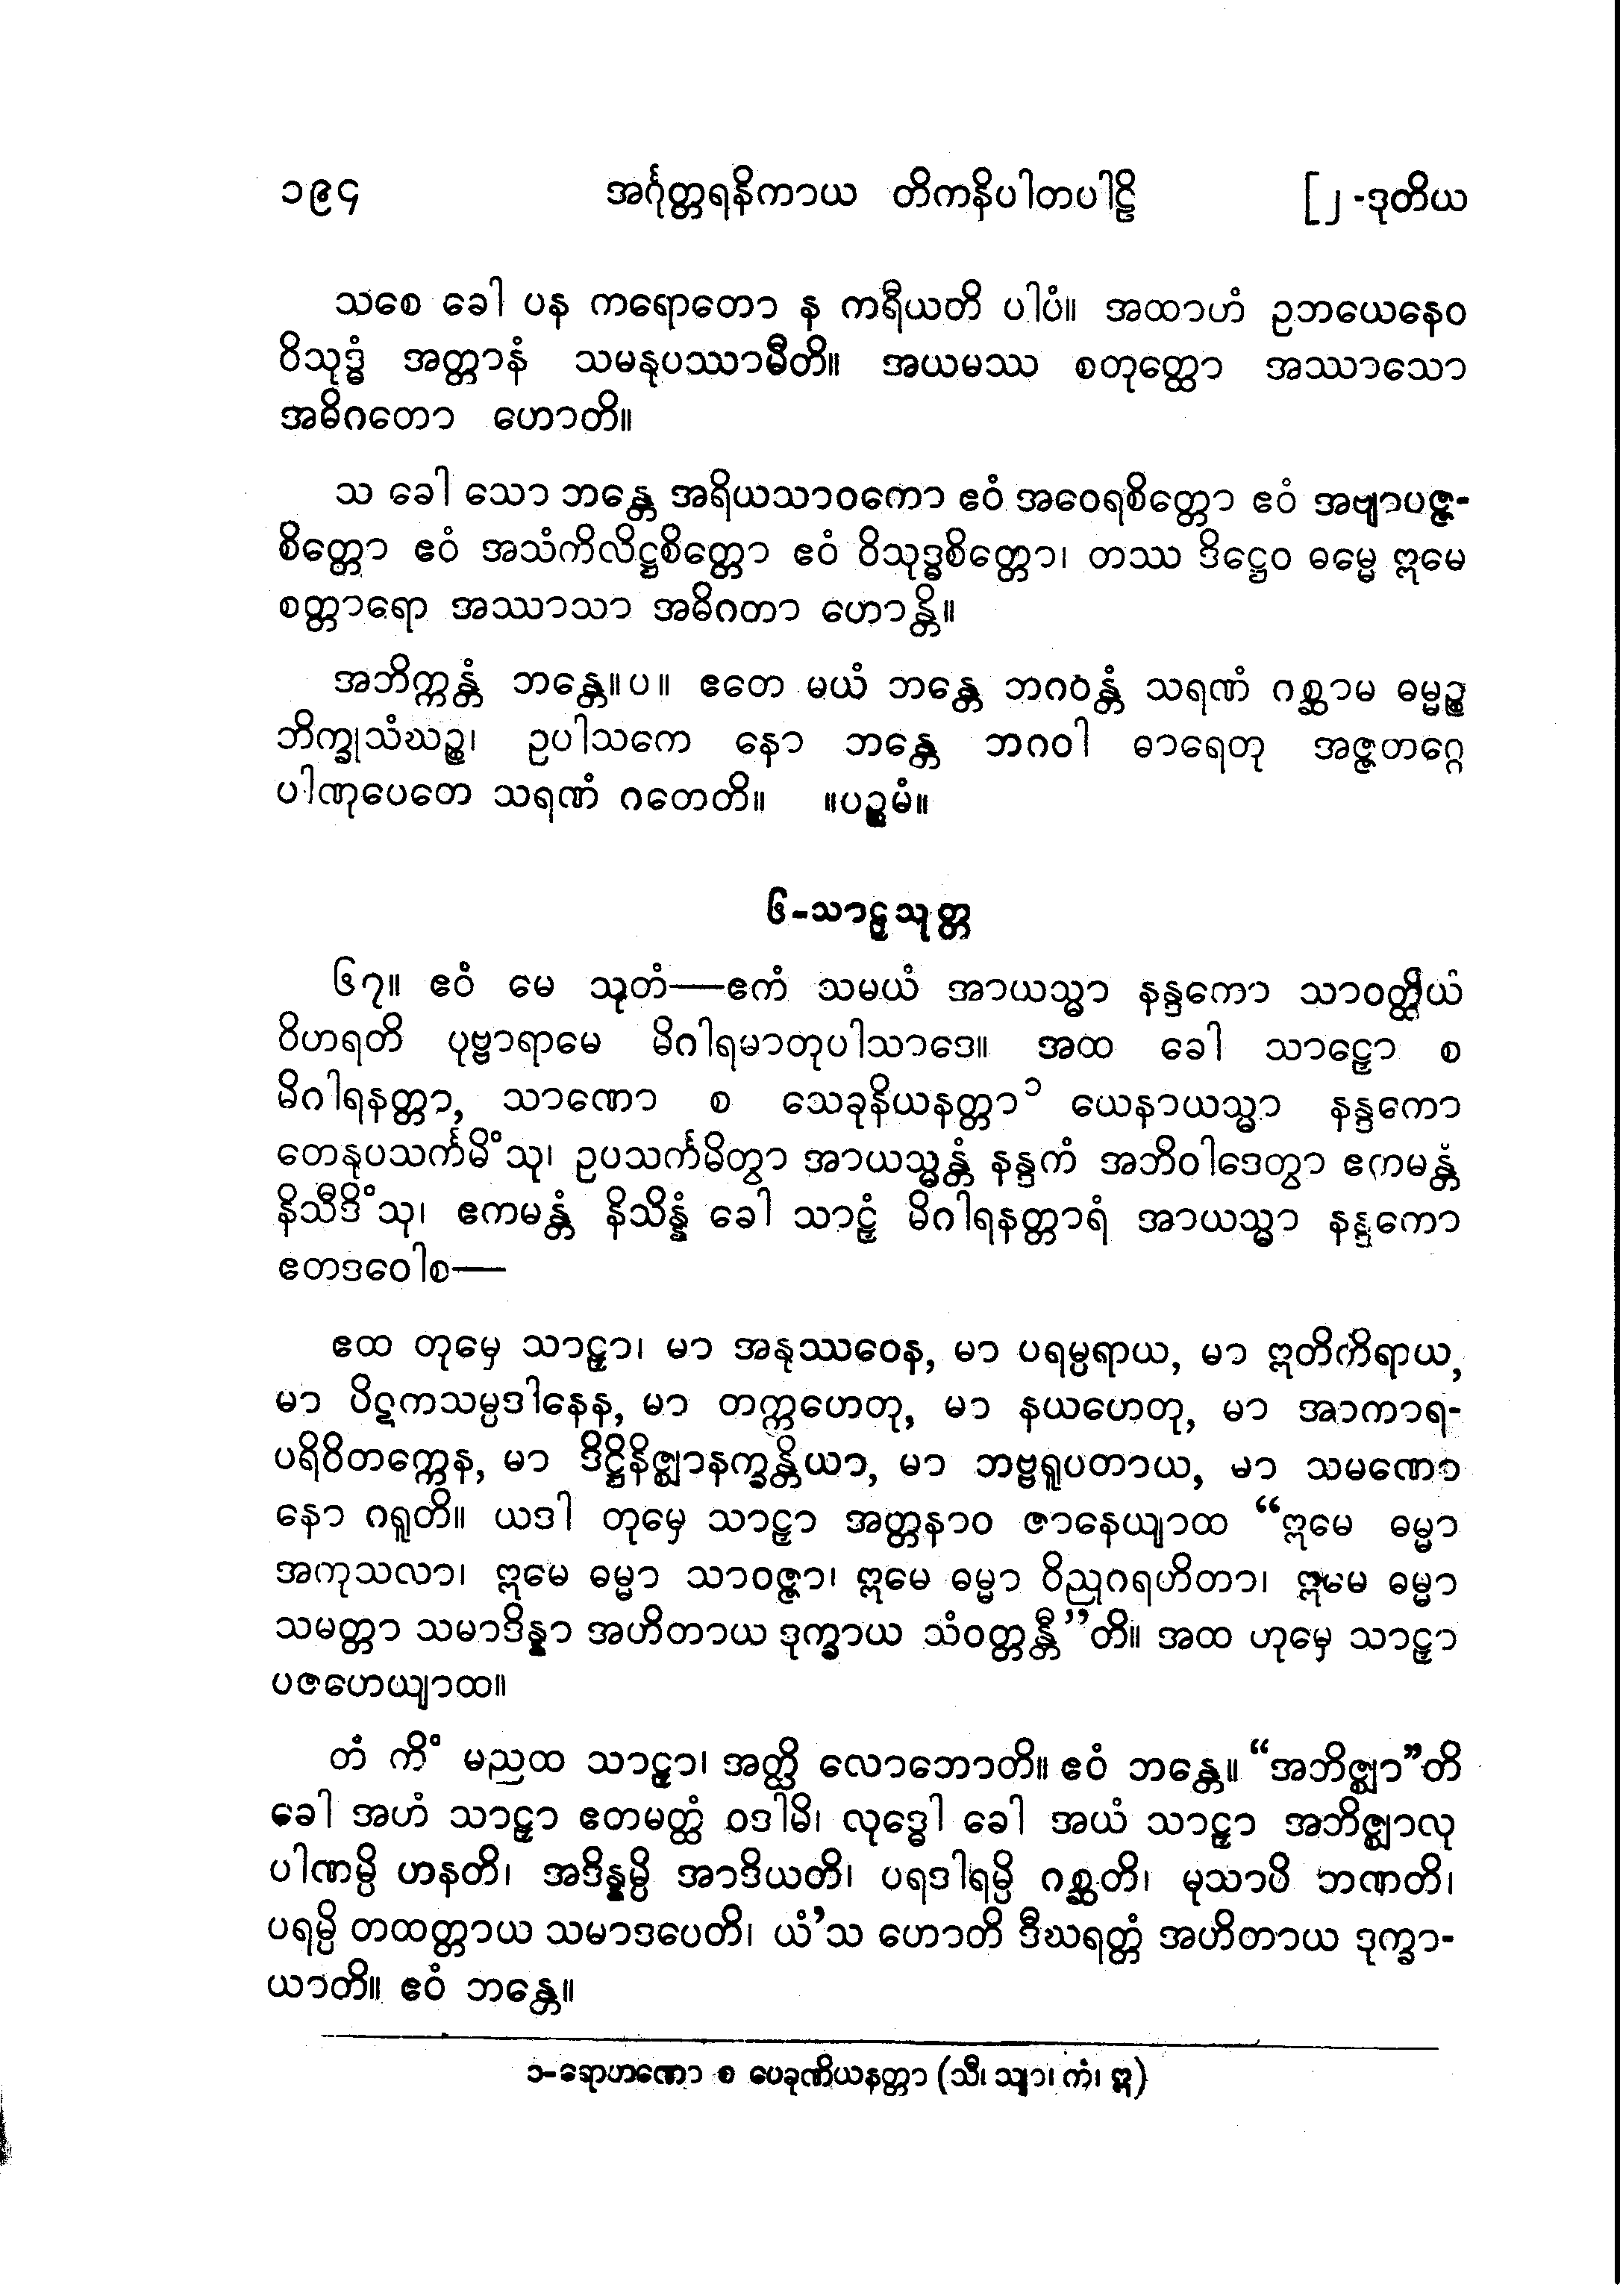 ၁၉၄ အင်္ဂုတ္တရနိကာယ တိကနိပါတပါဠိ [၂-ဒုတိယ
သစေ ခေါ ပန ကရောတော န ကရီယတိ ပါပံ။ အထာဟံ ဥဘယေနေဝ
ဝိသုဒ္ဓံ အတ္တာနံ သမနုပဿာမီတိ။ အယမဿ စတုတ္ထော အဿာသော
အဓိဂတော ဟောတိ။
သ ခေါ သော ဘန္တေ အရိယသာဝကော ဧဝံ အဝေရစိတ္တော ဧဝံ အဗျာပဇ္ဇ-
စိတ္တော ဧဝံ အသံကိလိဋ္ဌစိတ္တော ဧဝံ ဝိသုဒ္ဓစိတ္တော၊ တဿ ဒိဋ္ဌေဝ ဓမ္မေ ဣမေ
စတ္တာရော အဿာသာ အဓိဂတာ ဟောန္တိ။
အဘိက္ကန္တံ ဘန္တေ။ပ။ ဧတေ မယံ ဘန္တေ ဘဂဝန္တံ သရဏံ ဂစ္ဆာမ ဓမ္မဉ္စ
ဘိက္ခုသံဃဉ္စ၊ ဥပါသကေ နော ဘန္တေ ဘဂဝါ ဓာရေတု အဇ္ဇတဂ္ဂေ
ပါဏုပေတေ သရဏံ ဂတေတိ။ ။ပဉ္စမံ။
၆-သာဠှသုတ္တ
၆၇။ ဧဝံ မေ သုတံ—ဧကံ သမယံ အာယသ္မာ နန္ဒကော သာဝတ္ထိယံ
ဝိဟရတိ ပုဗ္ဗာရာမေ မိဂါရမာတုပါသာဒေ။ အထ ခေါ သာဠှော စ
မိဂါရနတ္တာ, သာဏော စ သေခုနိယနတ္တာ၁ ယေနာယသ္မာ နန္ဒကော
တေနုပသင်္ကမိံသု၊ ဥပသင်္ကမိတွာ အာယသ္မန္တံ နန္ဒကံ အဘိဝါဒေတွာ ဧကမန္တံ
နိသီဒိံသု၊ ဧကမန္တံ နိသိန္နံ ခေါ သာဠှံ မိဂါရနတ္တာရံ အာယသ္မာ နန္ဒကော
ဧတဒဝေါစ—
ဧထ တုမှေ သာဠှာ၊ မာ အနုဿဝေန, မာ ပရမ္ပရာယ, မာ ဣတိကိရာယ,
မာ ပိဋကသမ္ပဒါနေန, မာ တက္ကဟေတု, မာ နယဟေတု, မာ အာကာရ-
ပရိဝိတက္ကေန, မာ ဒိဋ္ဌိနိဇ္ဈာနက္ခန္တိယာ, မာ ဘဗ္ဗရူပတာယ, မာ သမဏော
နော ဂရူတိ။ ယဒါ တုမှေ သာဠှာ အတ္တနာဝ ဇာနေယျာထ “ဣမေ ဓမ္မာ
အကုသလာ၊ ဣမေ ဓမ္မာ သာဝဇ္ဇာ၊ ဣမေ ဓမ္မာ ဝိညုဂရဟိတာ၊ ဣမေ ဓမ္မာ
သမတ္တာ သမာဒိန္နာ အဟိတာယ ဒုက္ခာယ သံဝတ္တန္တီ”တိ။ အထ ဟုမှေ သာဠှာ
ပဇဟေယျာထ။
တံ ကိံ မညထ သာဠှာ၊ အတ္ထိ လောဘောတိ။ ဧဝံ ဘန္တေ။ “အဘိဇ္ဈာ”တိ
ခေါ အဟံ သာဠှာ ဧတမတ္ထံ ဝဒါမိ၊ လုဒ္ဓေါ ခေါ အယံ သာဠှာ အဘိဇ္ဈာလု
ပါဏမ္ပိ ဟနတိ၊ အဒိန္နမ္ပိ အာဒိယတိ၊ ပရဒါရမ္ပိ ဂစ္ဆတိ၊ မုသာပိ ဘဏတိ၊
ပရမ္ပိ တထတ္တာယ သမာဒပေတိ၊ ယံ’သ ဟောတိ ဒီဃရတ္တံ အဟိတာယ ဒုက္ခာ-
ယာတိ။ ဧဝံ ဘန္တေ။
၁-ရောဟဏော စ ပေခုဏိယနတ္တာ (သီ၊ သျာ၊ ကံ၊ ဣ)